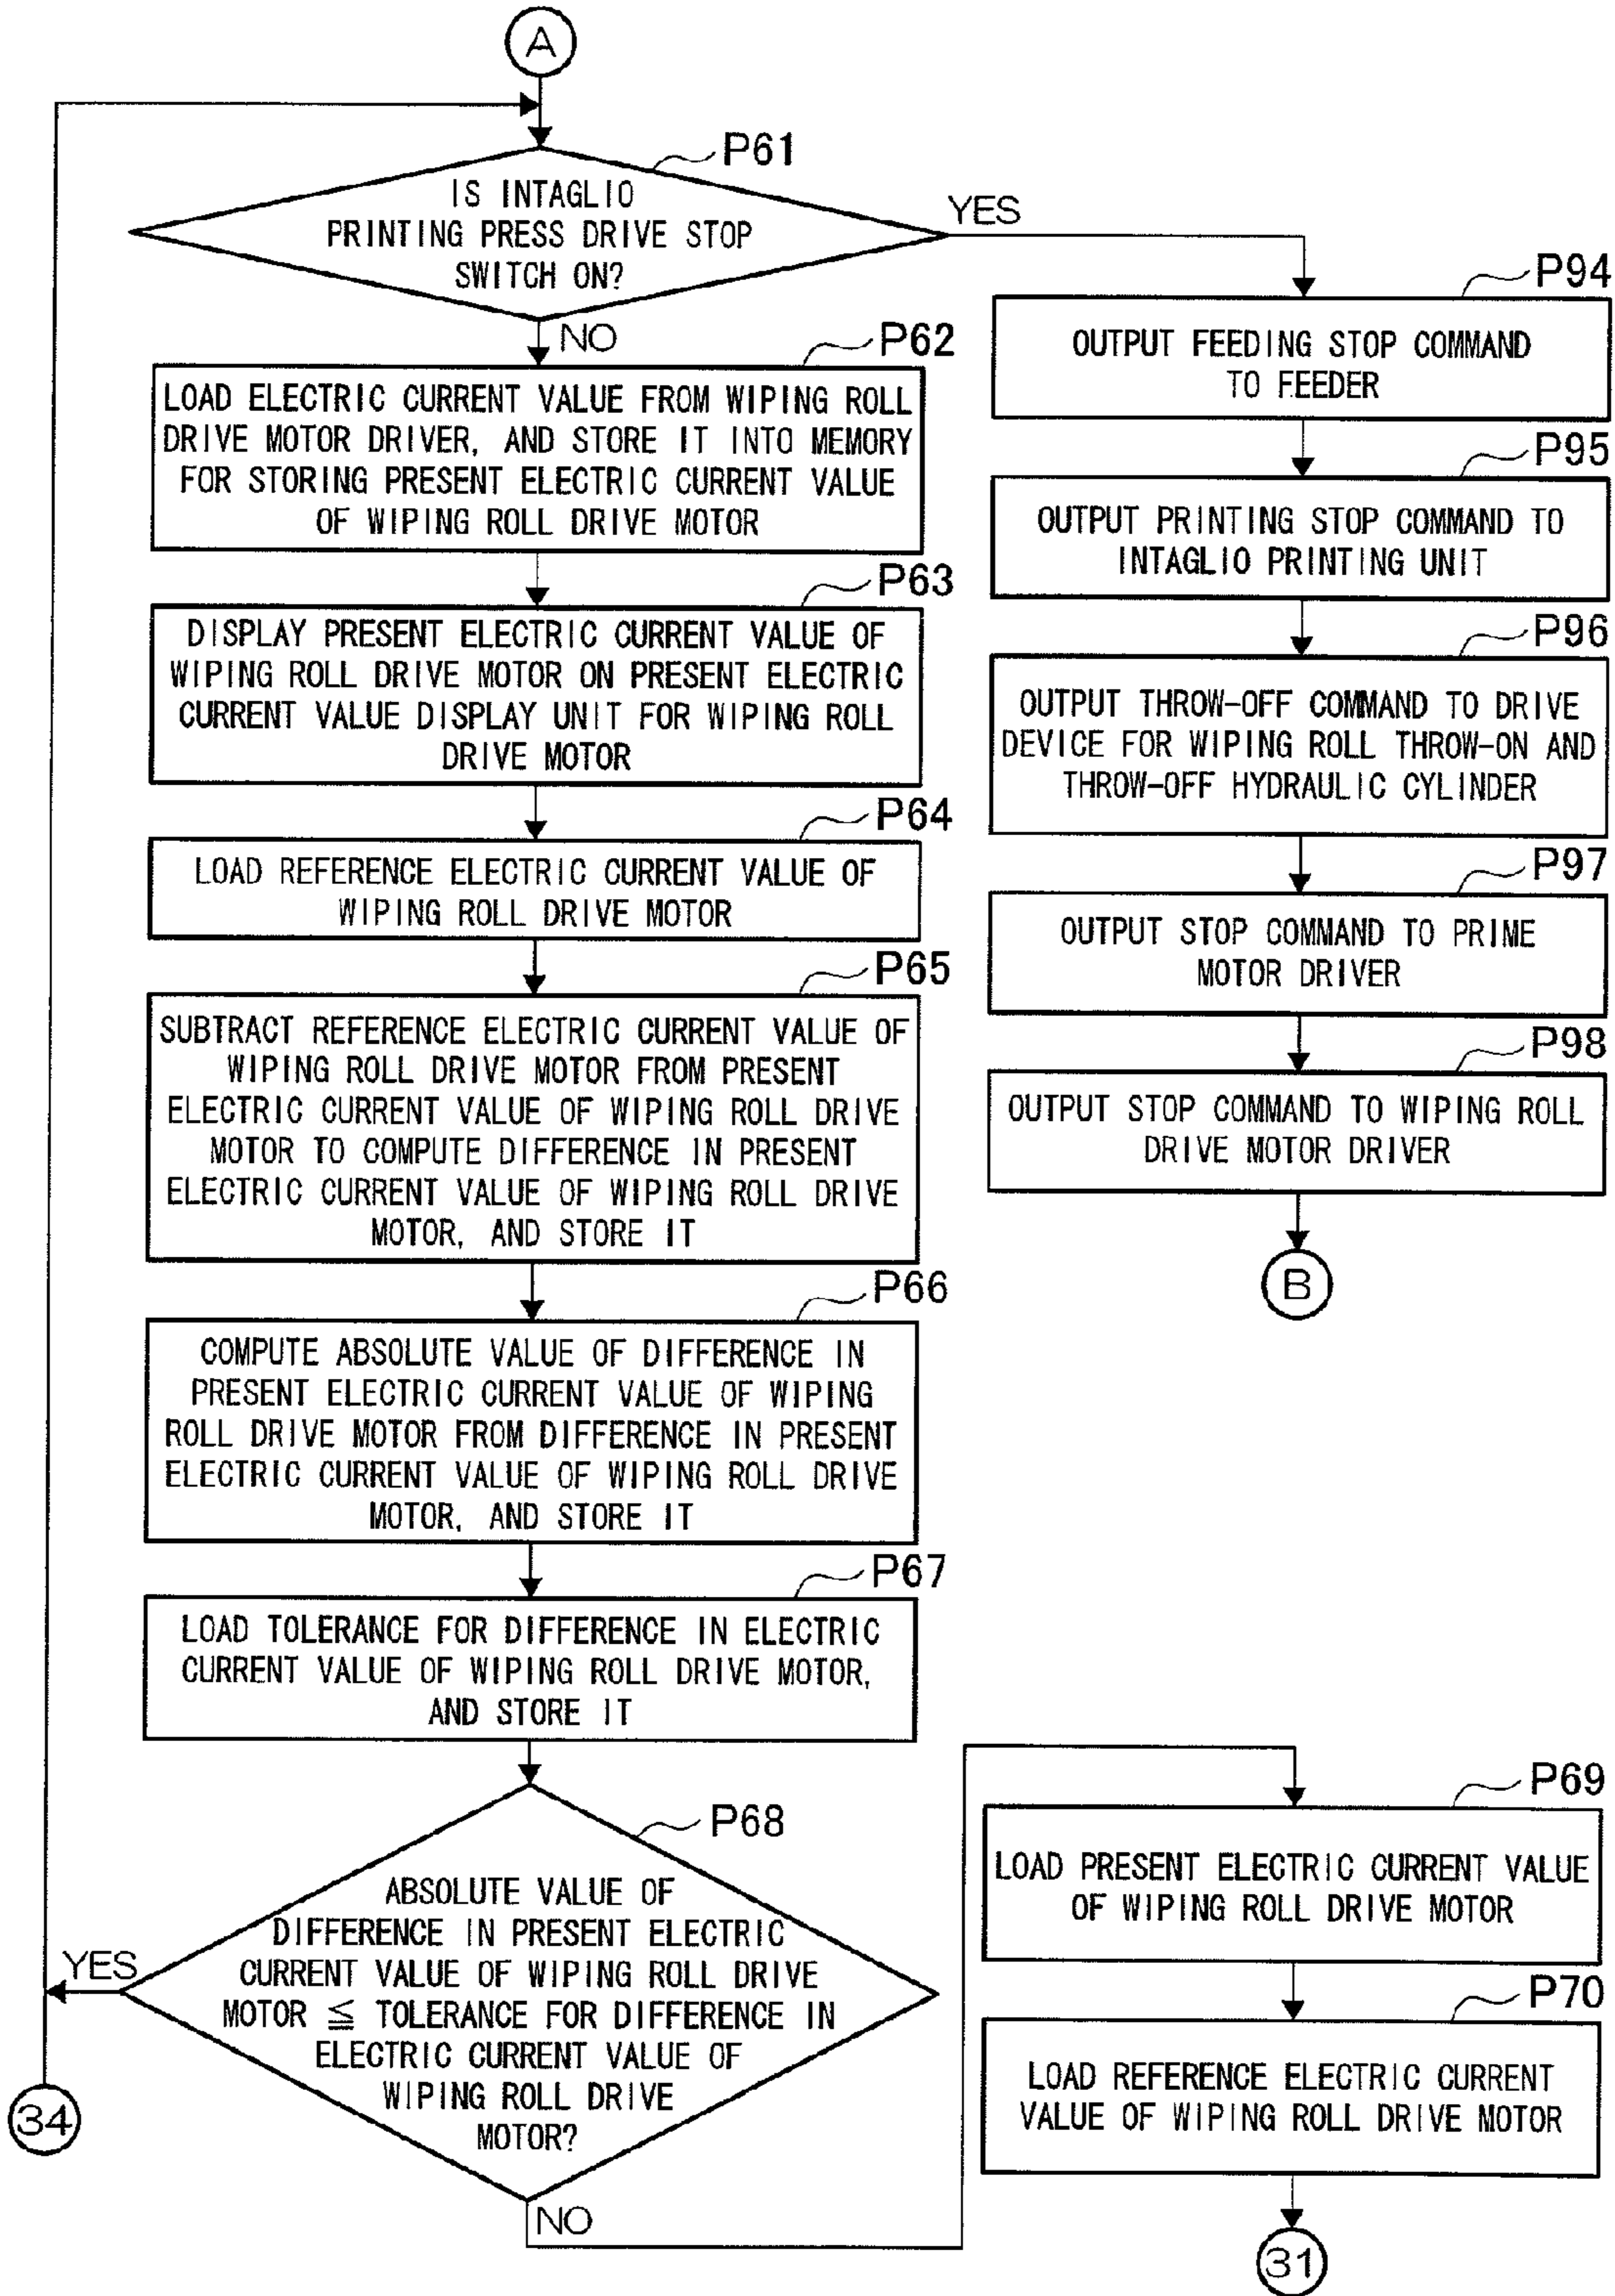 A
P61
IS INTAGLIO
PRINTING PRESS DRIVE STOP
SWITCH ON?
YES
NO
P62
LOAD ELECTRIC CURRENT VALUE FROM WIPING ROLL
DRIVE MOTOR DRIVER, AND STORE IT INTO MEMORY
FOR STORING PRESENT ELECTRIC CURRENT VALUE
OF WIPING ROLL DRIVE MOTOR
P63
DISPLAY PRESENT ELECTRIC CURRENT VALUE OF
WIPING ROLL DRIVE MOTOR ON PRESENT ELECTRIC
CURRENT VALUE DISPLAY UNIT FOR WIPING ROLL
DRIVE MOTOR
P64
LOAD REFERENCE ELECTRIC CURRENT VALUE OF
WIPING ROLL DRIVE MOTOR
P65
SUBTRACT REFERENCE ELECTRIC CURRENT VALUE OF
WIPING ROLL DRIVE MOTOR FROM PRESENT
ELECTRIC CURRENT VALUE OF WIPING ROLL DRIVE
MOTOR TO COMPUTE DIFFERENCE IN PRESENT
ELECTRIC CURRENT VALUE OF WIPING ROLL DRIVE
MOTOR, AND STORE IT
P66
COMPUTE ABSOLUTE VALUE OF DIFFERENCE IN
PRESENT ELECTRIC CURRENT VALUE OF WIPING
ROLL DRIVE MOTOR FROM DIFFERENCE IN PRESENT
ELECTRIC CURRENT VALUE OF WIPING ROLL DRIVE
MOTOR, AND STORE IT
P67
LOAD TOLERANCE FOR DIFFERENCE IN ELECTRIC
CURRENT VALUE OF WIPING ROLL DRIVE MOTOR,
AND STORE IT
P68
ABSOLUTE VALUE OF
DIFFERENCE IN PRESENT ELECTRIC
CURRENT VALUE OF WIPING ROLL DRIVE
MOTOR ≦ TOLERANCE FOR DIFFERENCE IN
ELECTRIC CURRENT VALUE OF
WIPING ROLL DRIVE
MOTOR?
YES
34
NO
P94
OUTPUT FEEDING STOP COMMAND
TO FEEDER
P95
OUTPUT PRINTING STOP COMMAND TO
INTAGLIO PRINTING UNIT
P96
OUTPUT THROW-OFF COMMAND TO DRIVE
DEVICE FOR WIPING ROLL THROW-ON AND
THROW-OFF HYDRAULIC CYLINDER
P97
OUTPUT STOP COMMAND TO PRIME
MOTOR DRIVER
P98
OUTPUT STOP COMMAND TO WIPING ROLL
DRIVE MOTOR DRIVER
B
P69
LOAD PRESENT ELECTRIC CURRENT VALUE
OF WIPING ROLL DRIVE MOTOR
P70
LOAD REFERENCE ELECTRIC CURRENT
VALUE OF WIPING ROLL DRIVE MOTOR
31